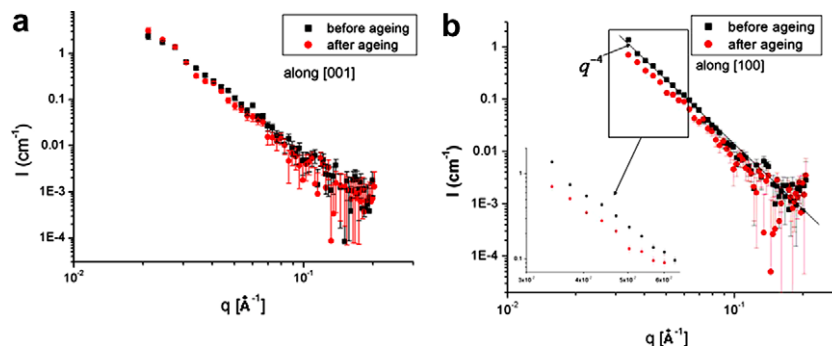 a
before ageing
after ageing
along [001]
1
0.1
0.01
1E-3
1E-4
I (cm⁻¹)
10⁻²
10⁻¹
q [Å⁻¹]
b
before ageing
after ageing
along [100]
q⁻⁴
1
0.1
0.01
1E-3
1E-4
I (cm⁻¹)
1
0.1
10⁻²
10⁻¹
q [Å⁻¹]